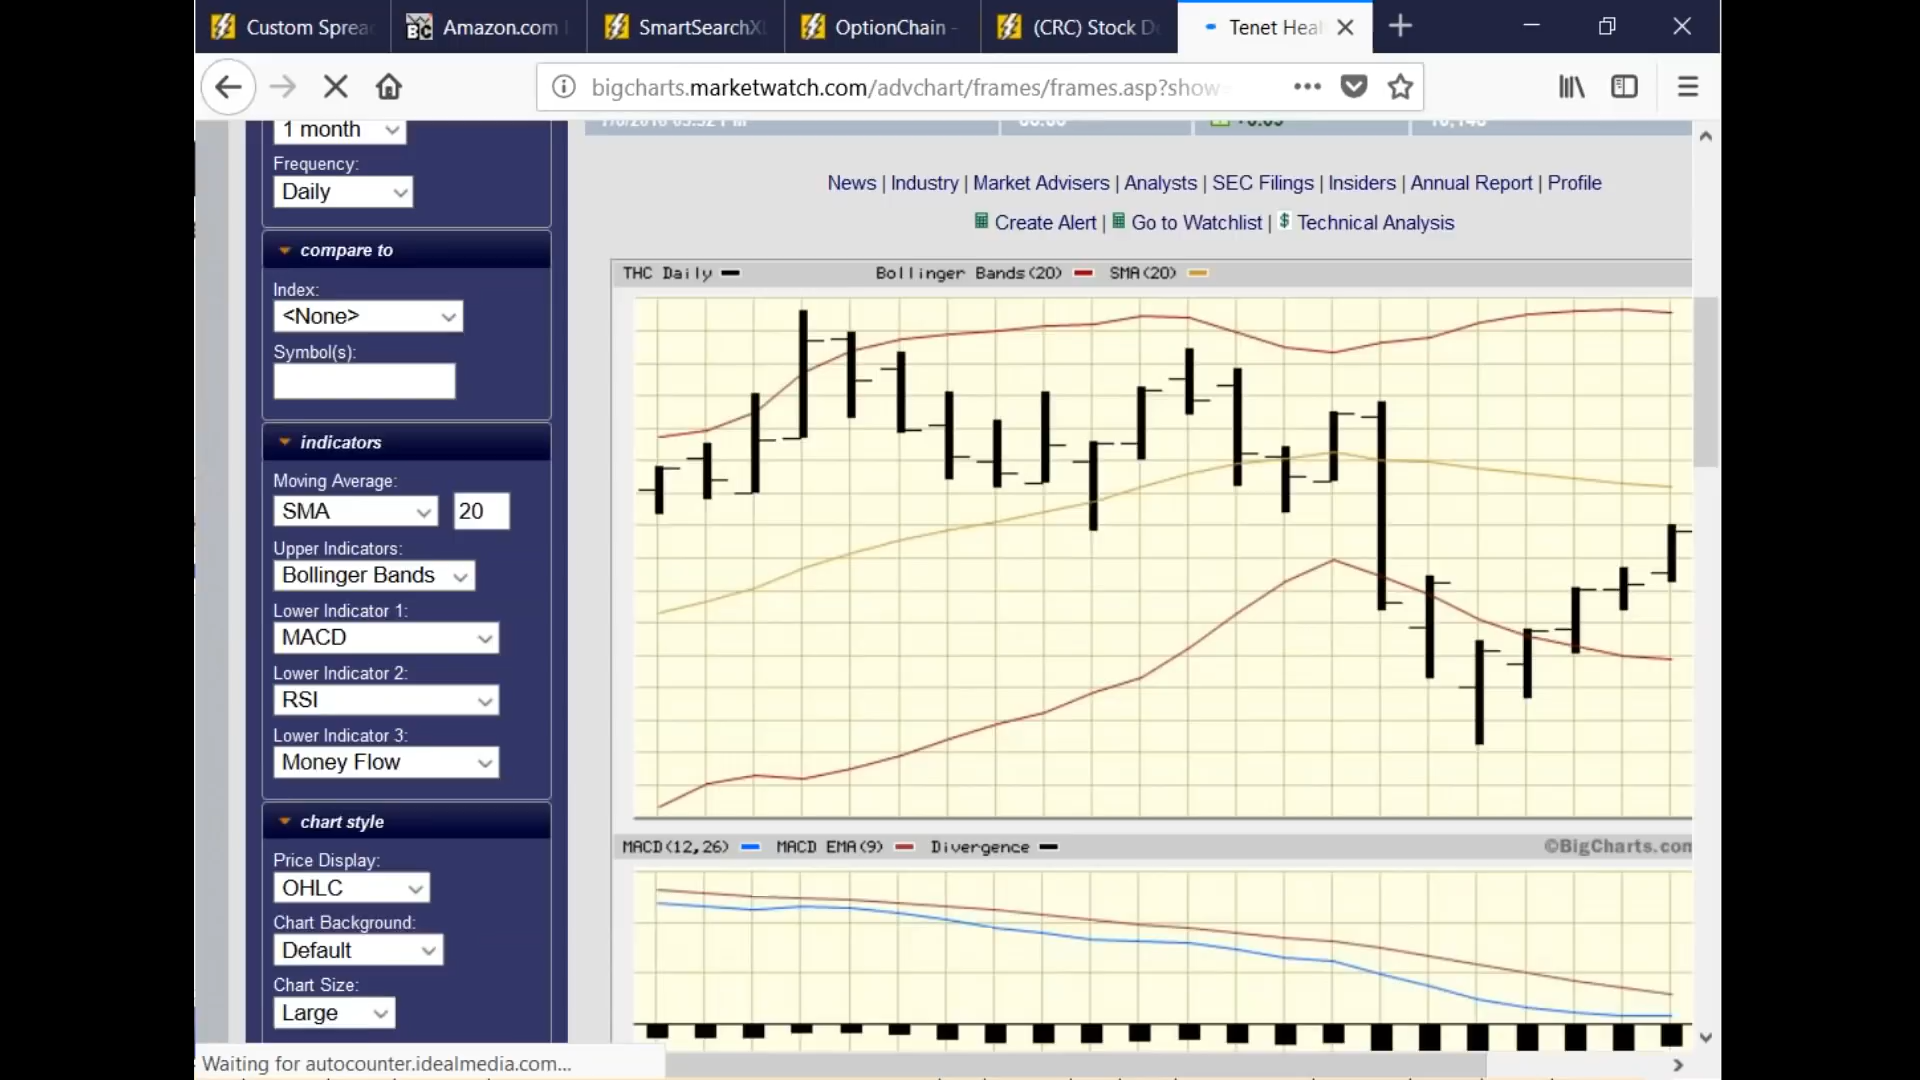 Custom Sprea
Amazon.com
SmartSearchX
OptionChain -
(CRC) Stock D
Tenet Heal
bigcharts.marketwatch.com/advchart/frames/frames.asp?show
1 month
Frequency:
Daily
News | Industry | Market Advisers | Analysts | SEC Filings | Insiders | Annual Report | Profile
Create Alert | Go to Watchlist | $ Technical Analysis
compare to
Index:
<None>
Symbol(s):
indicators
Moving Average:
SMA 20
Upper Indicators:
Bollinger Bands
Lower Indicator 1:
MACD
Lower Indicator 2:
RSI
Lower Indicator 3:
Money Flow
chart style
Price Display:
OHLC
Chart Background:
Default
Chart Size:
Large
THC Daily Bollinger Bands(20) SMA(20)
MACD(12,26) MACD EMA(9) Divergence ©BigCharts.com
Waiting for autocounter.idealmedia.com...